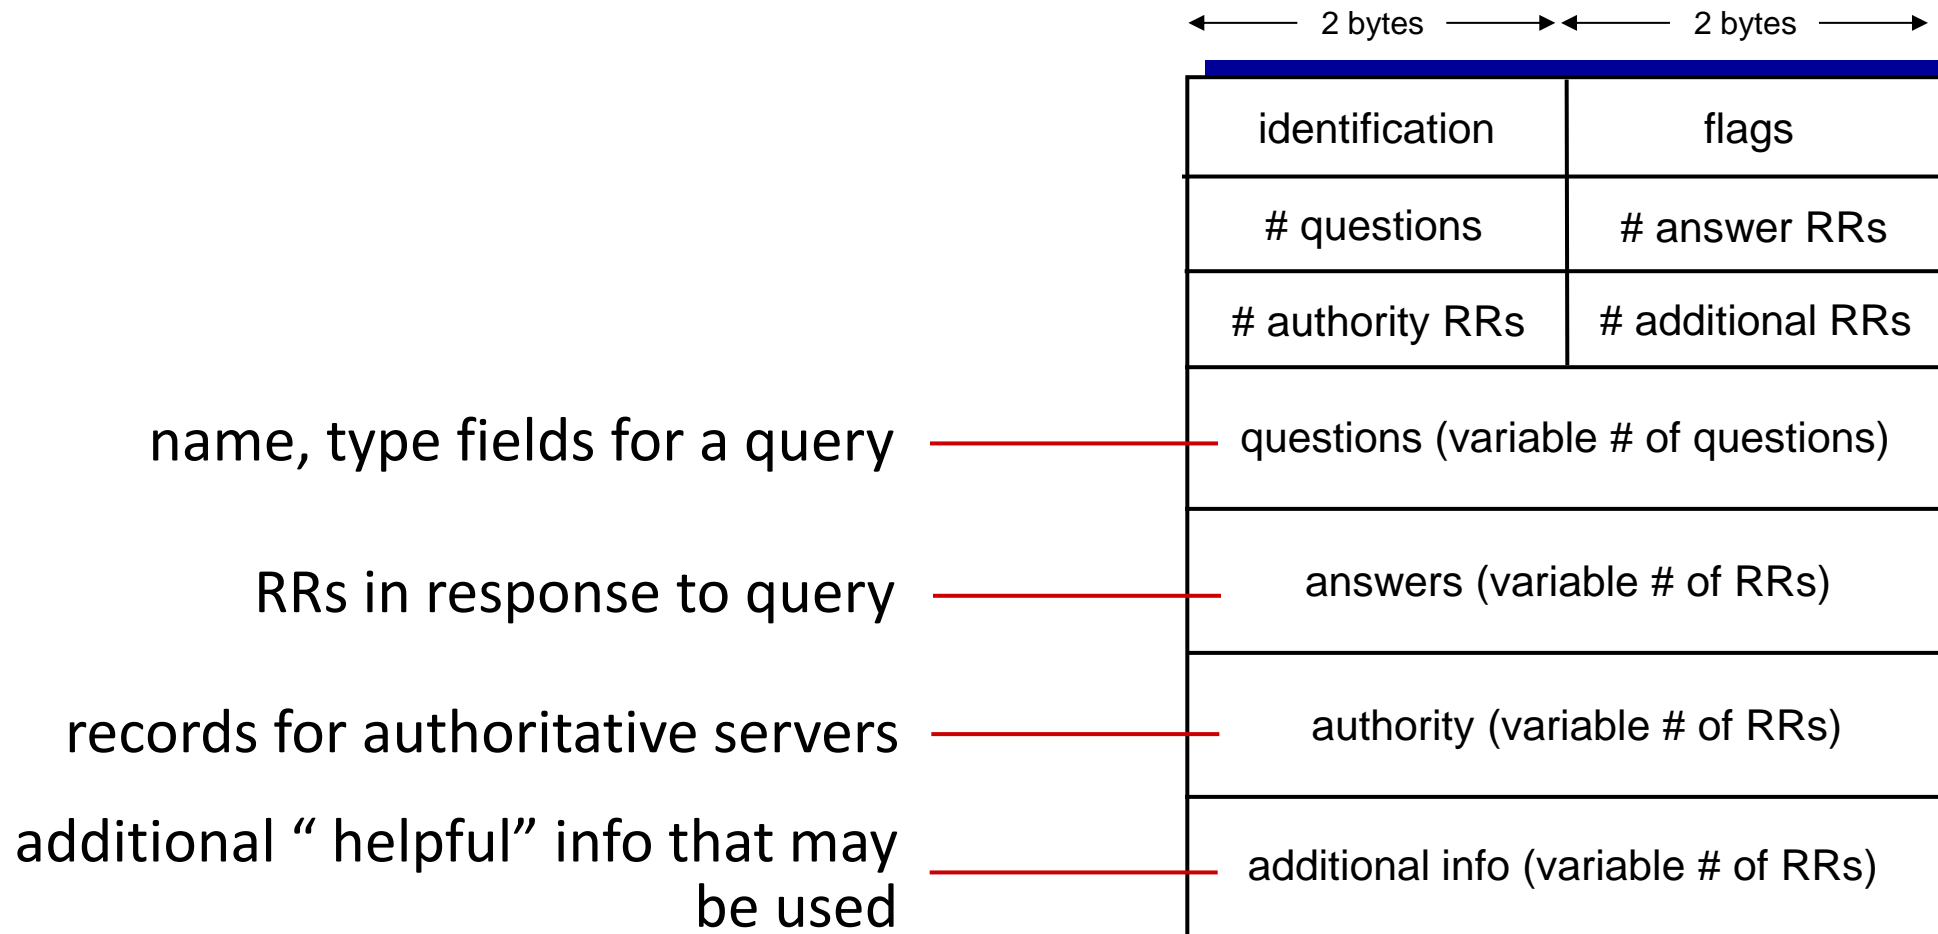 2 bytes 2 bytes
identification flags
# questions # answer RRs
# authority RRs # additional RRs
name, type fields for a query questions (variable # of questions)
RRs in response to query answers (variable # of RRs)
records for authoritative servers authority (variable # of RRs)
additional “ helpful” info that may
be used
additional info (variable # of RRs)